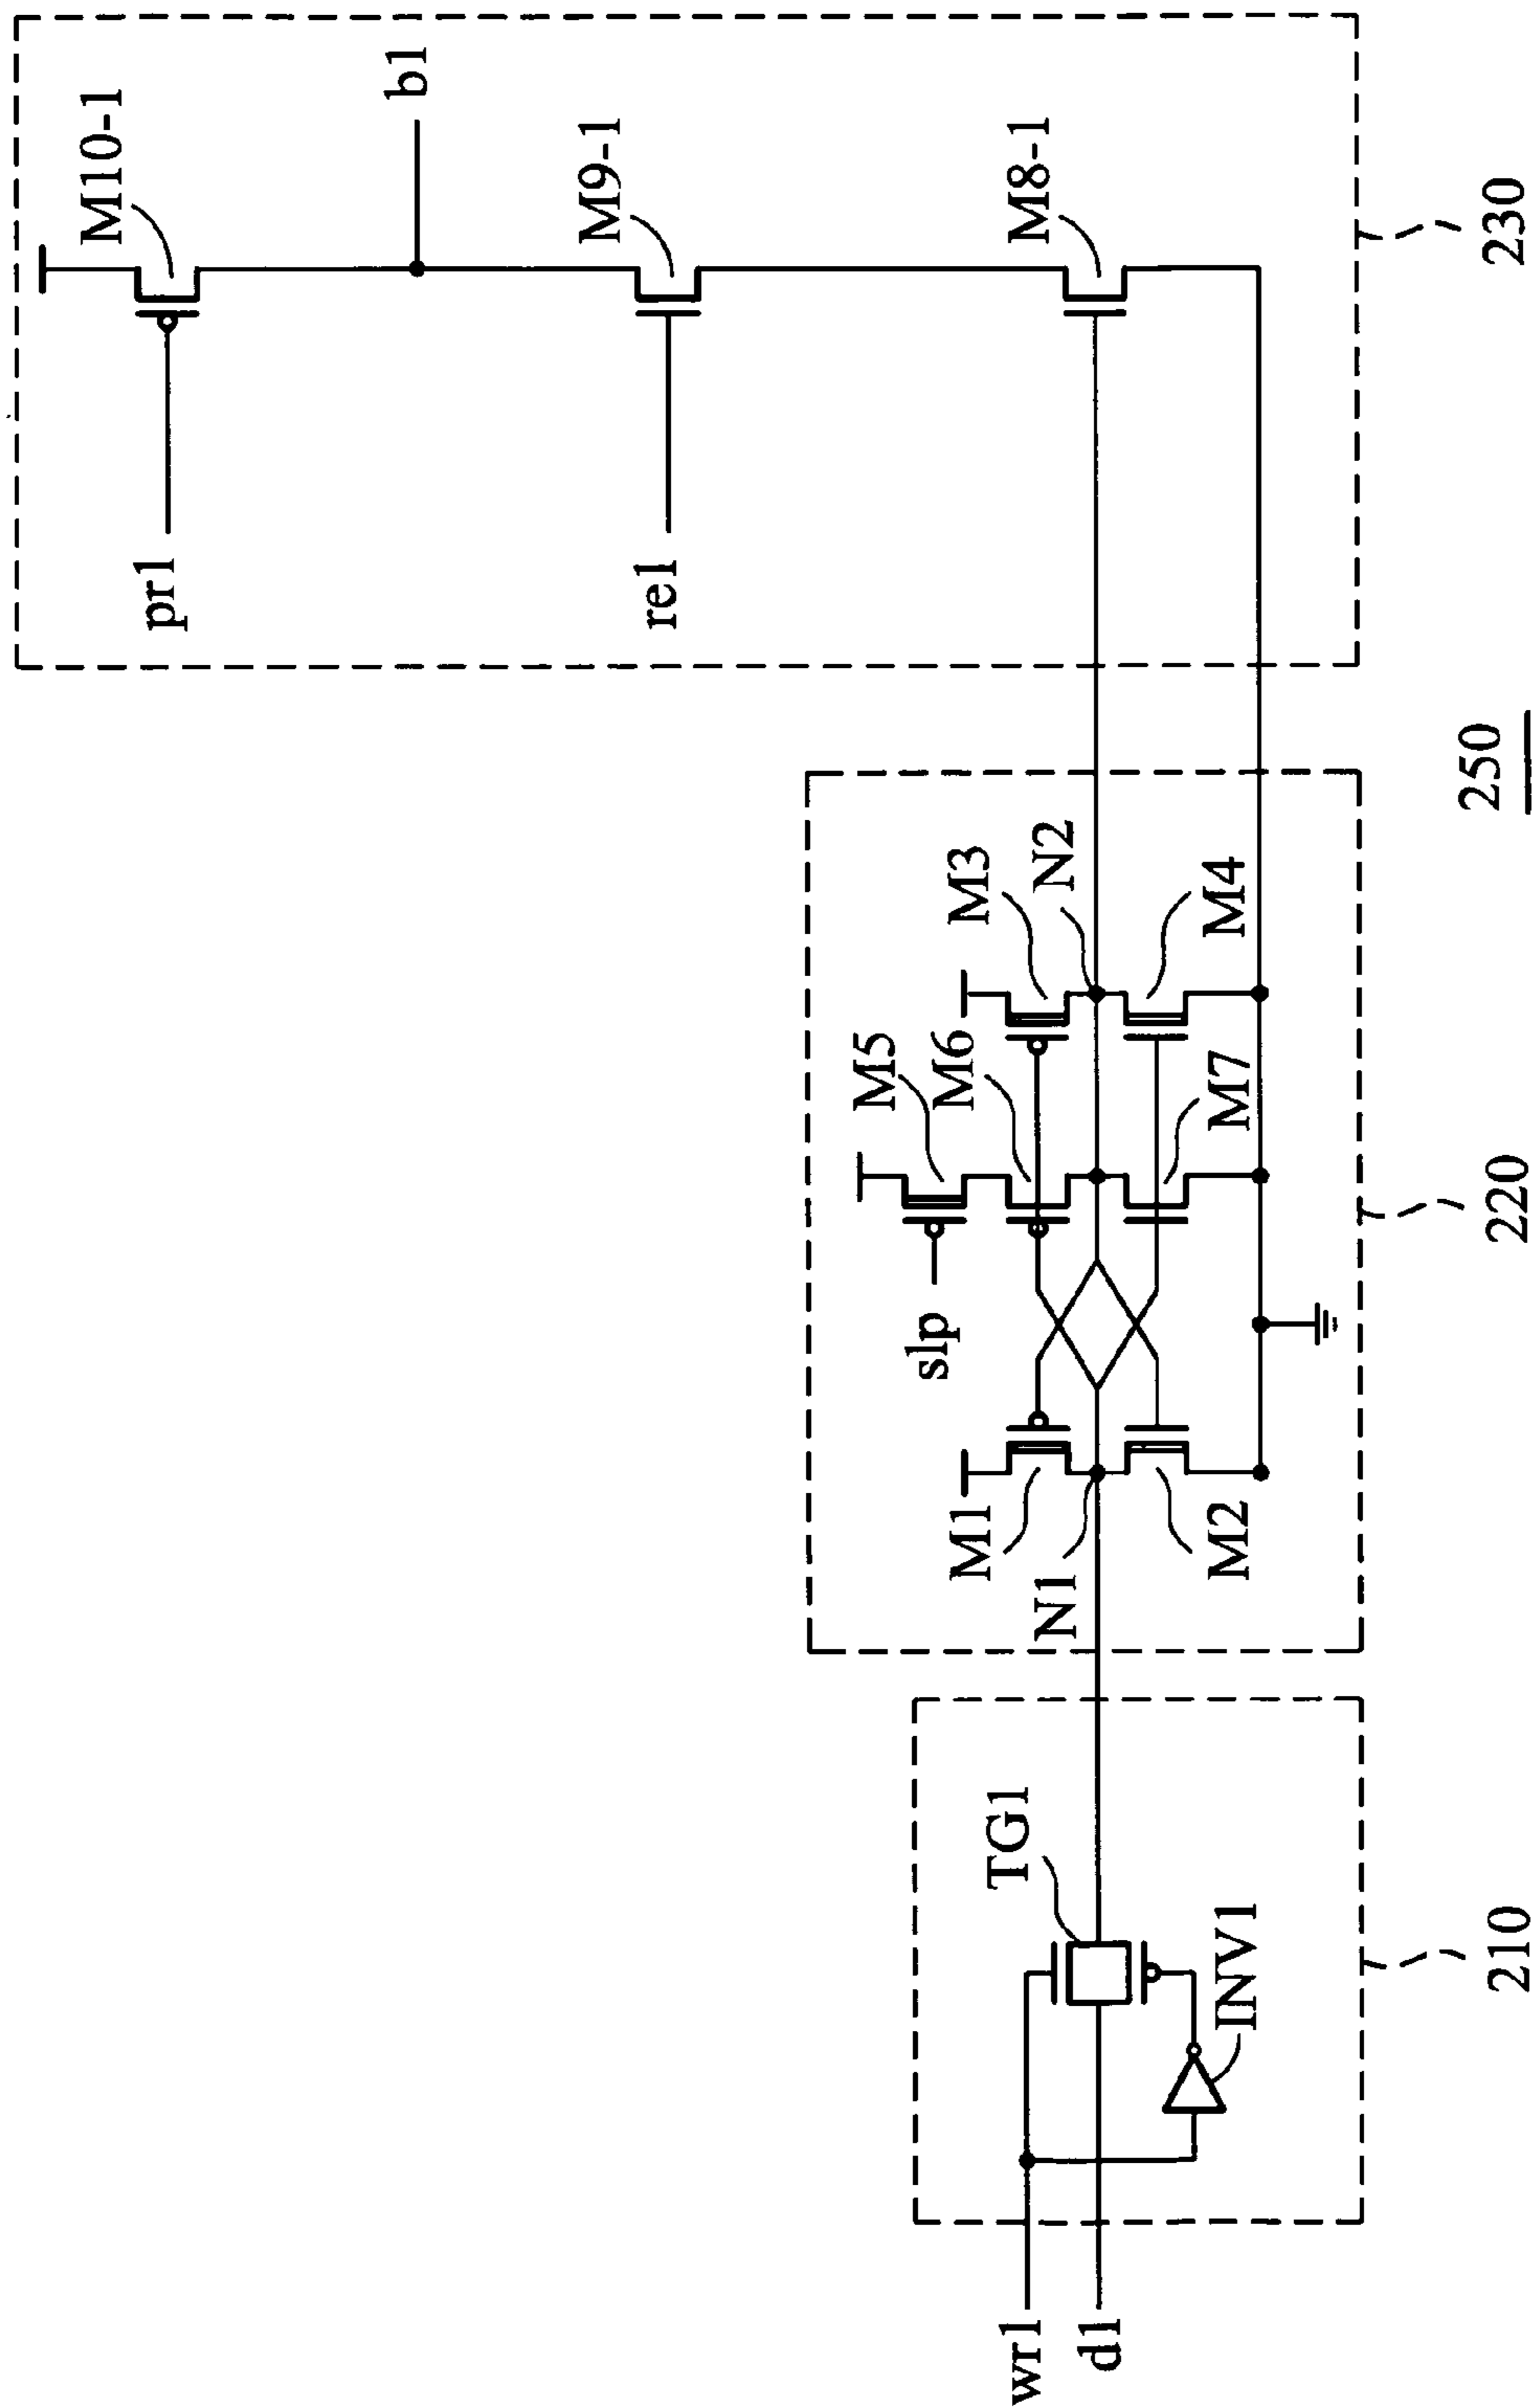 wr1
d1
TG1
INV1
210
M1
N1
M2
slp
M5
M6
M3
N2
M7
M4
220
250
pr1
re1
M10-1
b1
M9-1
M8-1
230